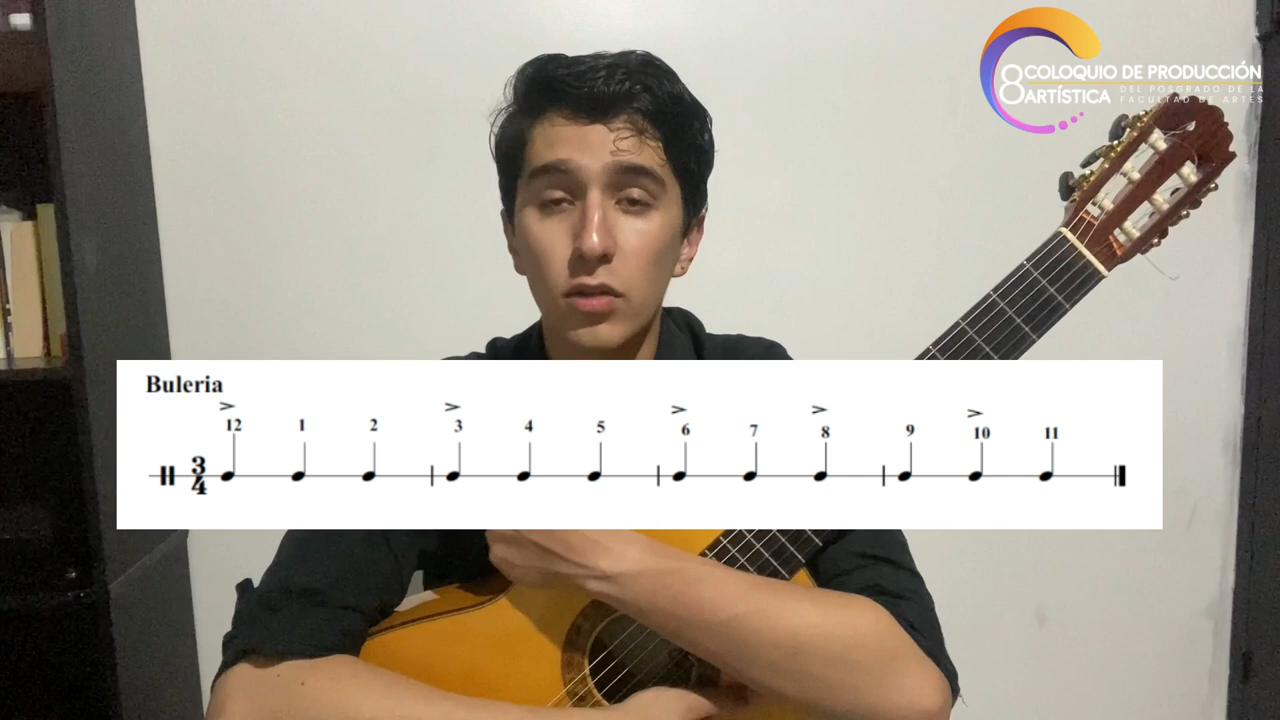 8 COLOQUIO DE PRODUCCIÓN
ARTÍSTICA
DEL POSGRADO DE LA
FACULTAD DE ARTES
Buleria
12 1 2 3 4 5 6 7 8 9 10 11
3
4